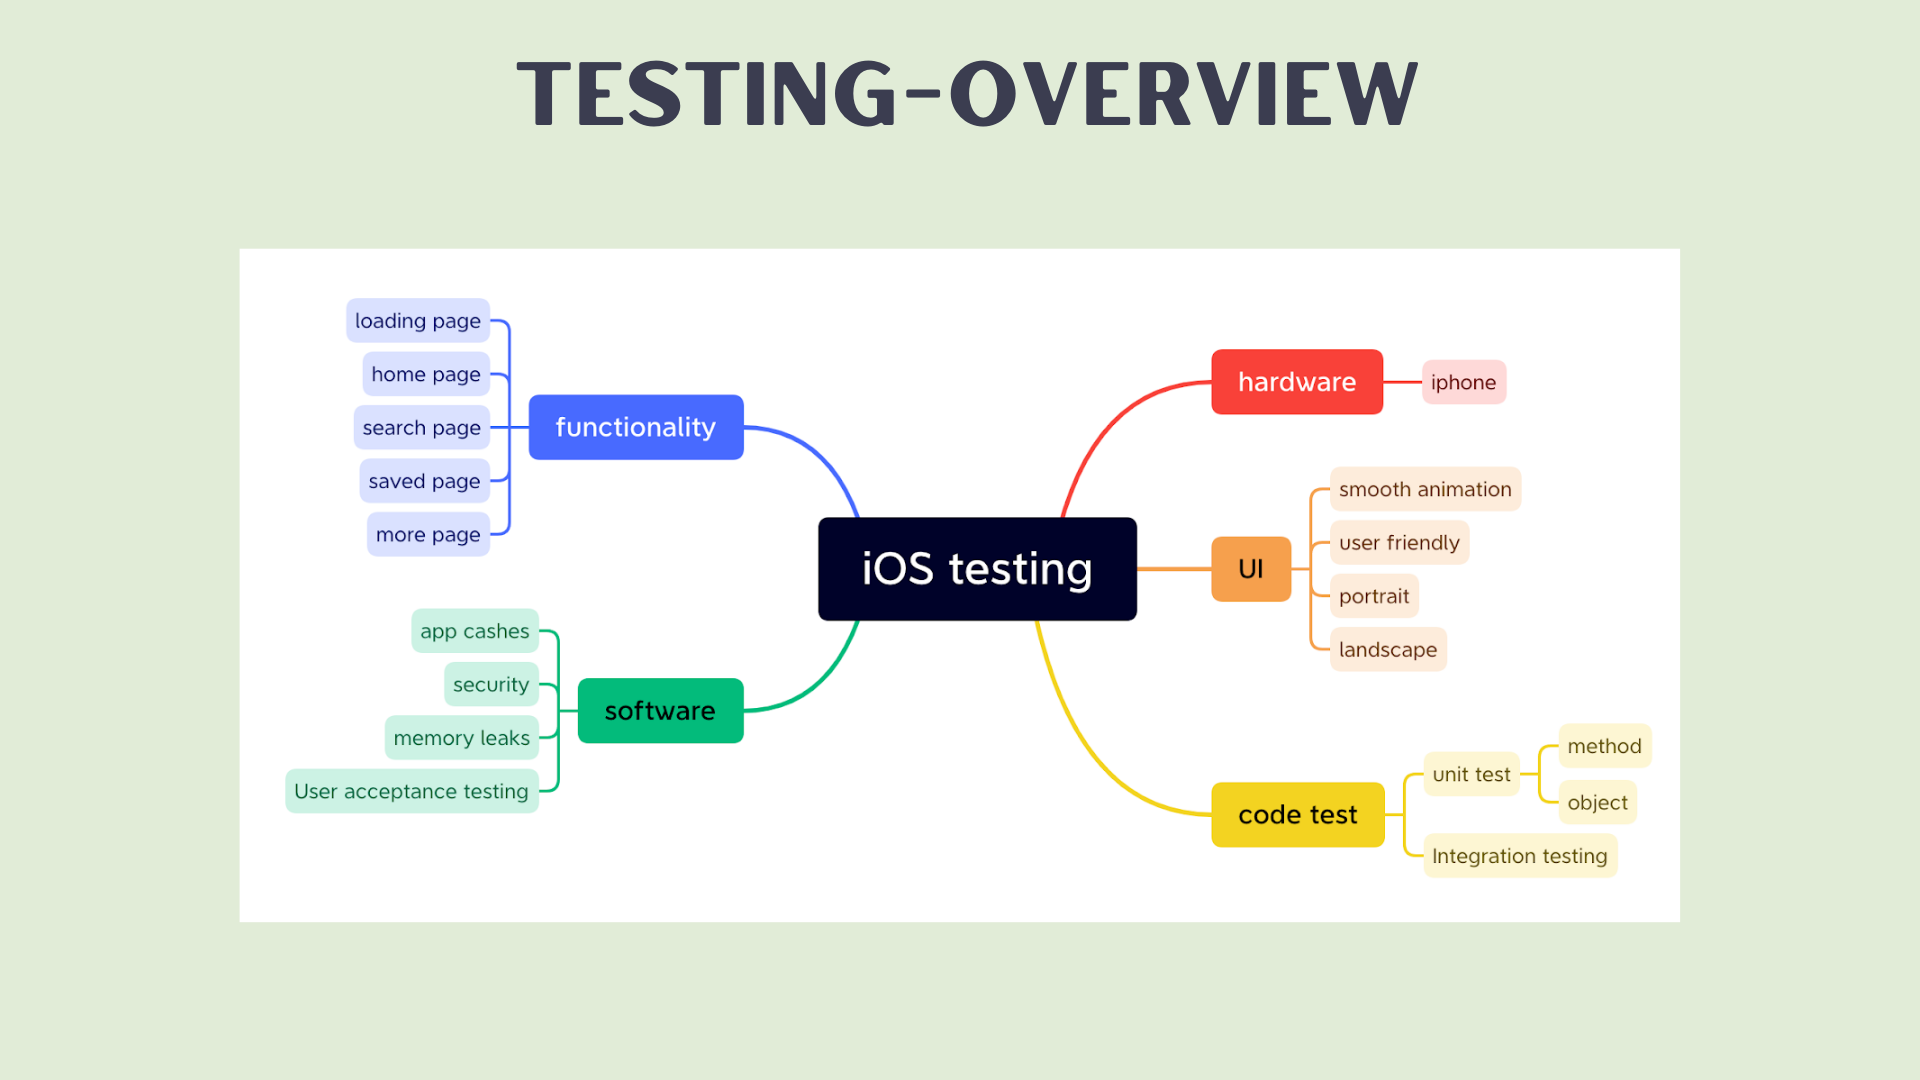 TESTING-OVERVIEW
loading page
home page
search page
saved page
more page
functionality
app cashes
security
memory leaks
User acceptance testing
software
iOS testing
hardware
iphone
UI
smooth animation
user friendly
portrait
landscape
code test
unit test
method
object
Integration testing